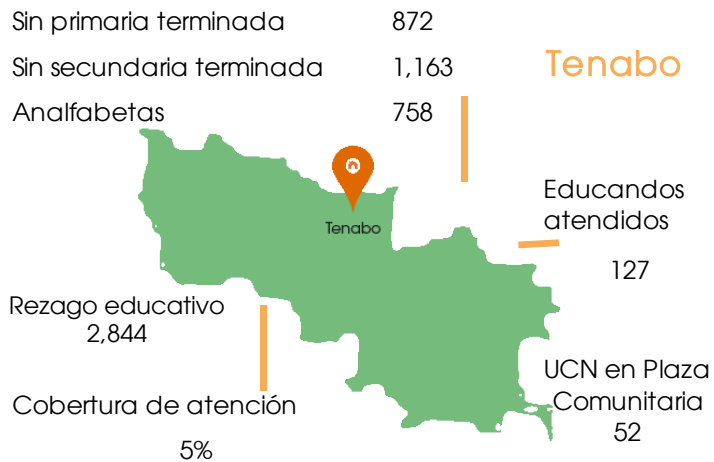 Sin primaria terminada 872
Sin secundaria terminada 1,163
Analfabetas 758
Tenabo
Tenabo
Educandos
atendidos
127
Rezago educativo
2,844
Cobertura de atención
5%
UCN en Plaza
Comunitaria
52